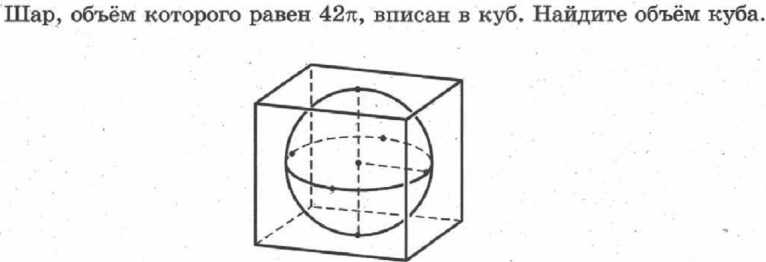 Шар, объём которого равен 42π, вписан в куб. Найдите объём куба.